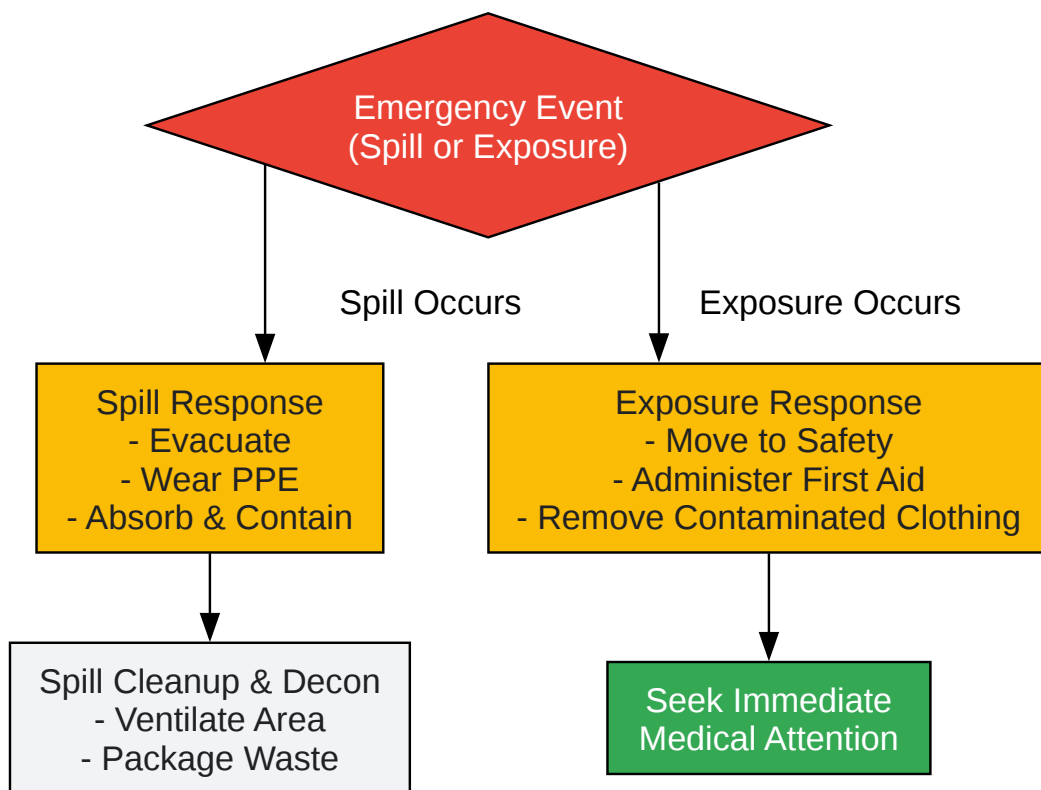 Emergency Event
(Spill or Exposure)
Spill Occurs
Exposure Occurs
Spill Response
- Evacuate
- Wear PPE
- Absorb & Contain
Exposure Response
- Move to Safety
- Administer First Aid
- Remove Contaminated Clothing
Spill Cleanup & Decon
- Ventilate Area
- Package Waste
Seek Immediate
Medical Attention